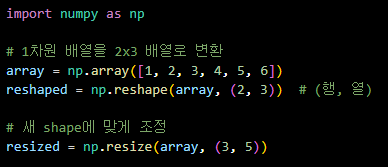 import numpy as np
# 1차원 배열을 2x3 배열로 변환
array = np.array([1, 2, 3, 4, 5, 6])
reshaped = np.reshape(array, (2, 3))  # (행, 열)
# 새 shape에 맞게 조정
resized = np.resize(array, (3, 5))